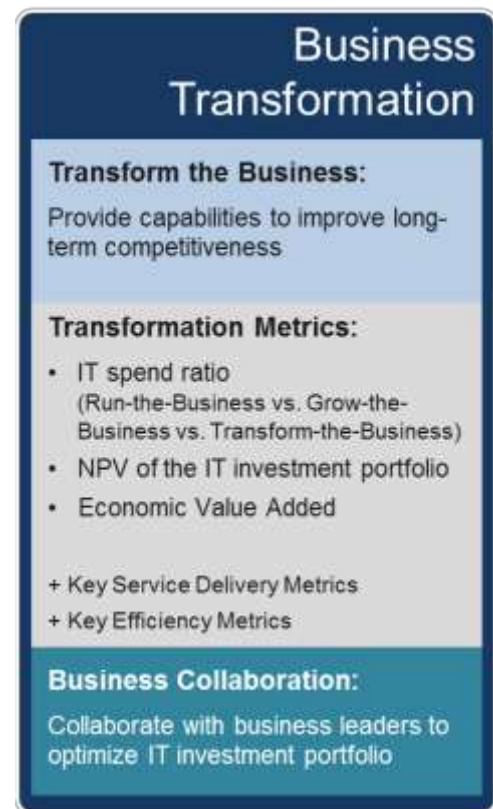 Business
Transformation
Transform the Business:
Provide capabilities to improve long-
term competitiveness
Transformation Metrics:
• IT spend ratio
(Run-the-Business vs. Grow-the-
Business vs. Transform-the-Business)
• NPV of the IT investment portfolio
• Economic Value Added
+ Key Service Delivery Metrics
+ Key Efficiency Metrics
Business Collaboration:
Collaborate with business leaders to
optimize IT investment portfolio